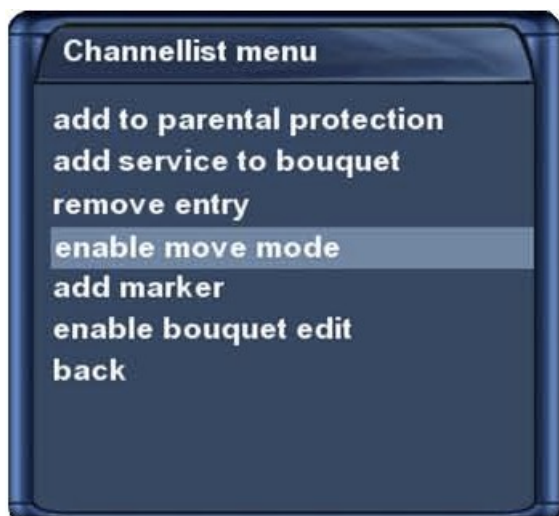 Channellist menu
add to parental protection
add service to bouquet
remove entry
enable move mode
add marker
enable bouquet edit
back